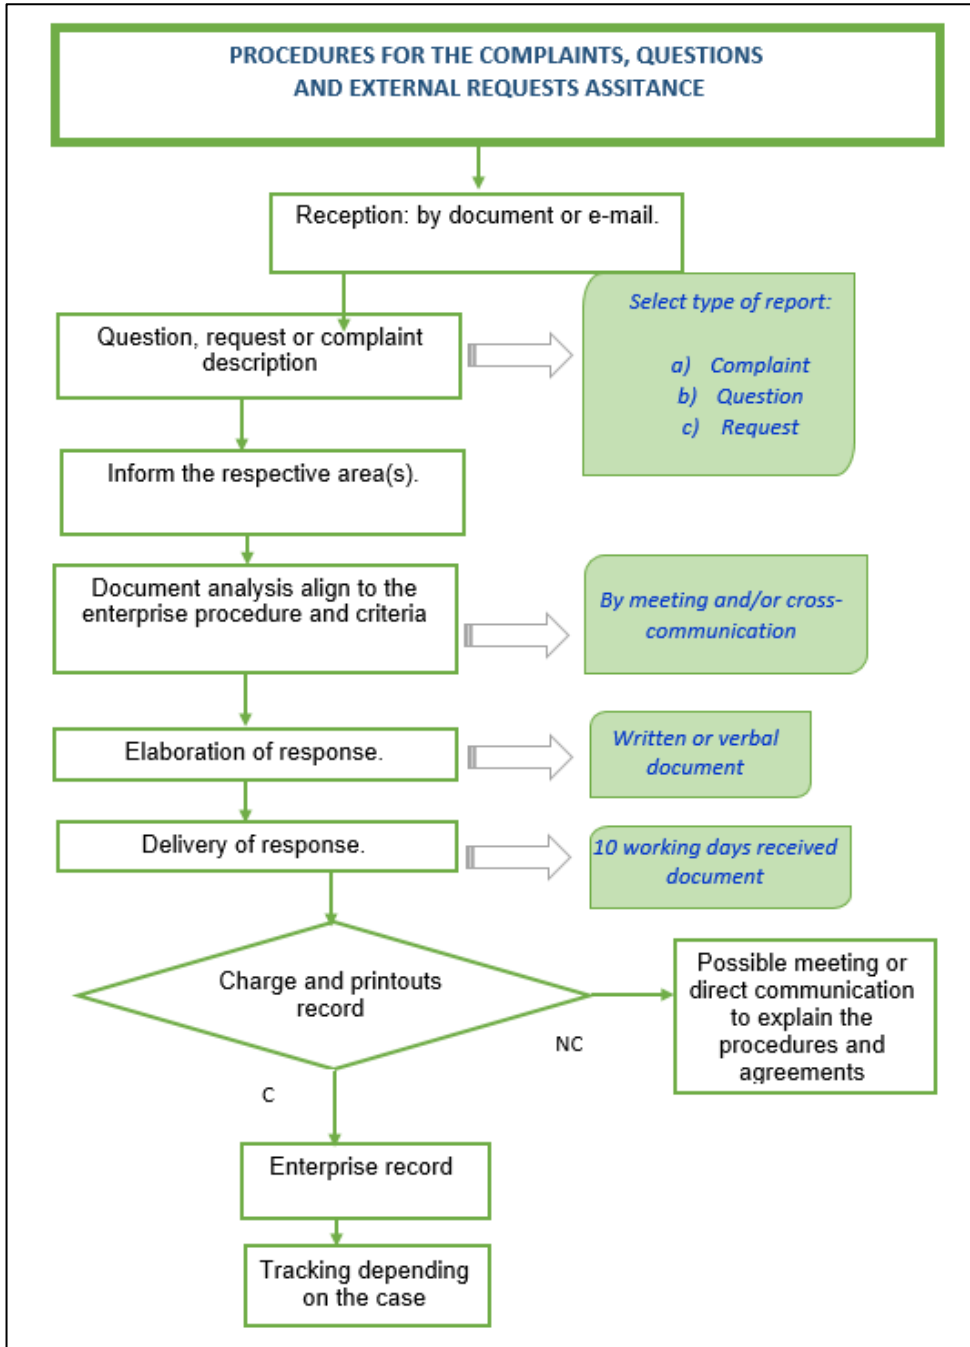 PROCEDURES FOR THE COMPLAINTS, QUESTIONS
AND EXTERNAL REQUESTS ASSITANCE
Reception: by document or e-mail.
Question, request or complaint
description
Select type of report:
a) Complaint
b) Question
c) Request
Inform the respective area(s).
Document analysis align to the
enterprise procedure and criteria
By meeting and/or cross-
communication
Elaboration of response.
Written or verbal
document
Delivery of response.
10 working days received
document
Charge and printouts
record
NC
Possible meeting or
direct communication
to explain the
procedures and
agreements
C
Enterprise record
Tracking depending
on the case